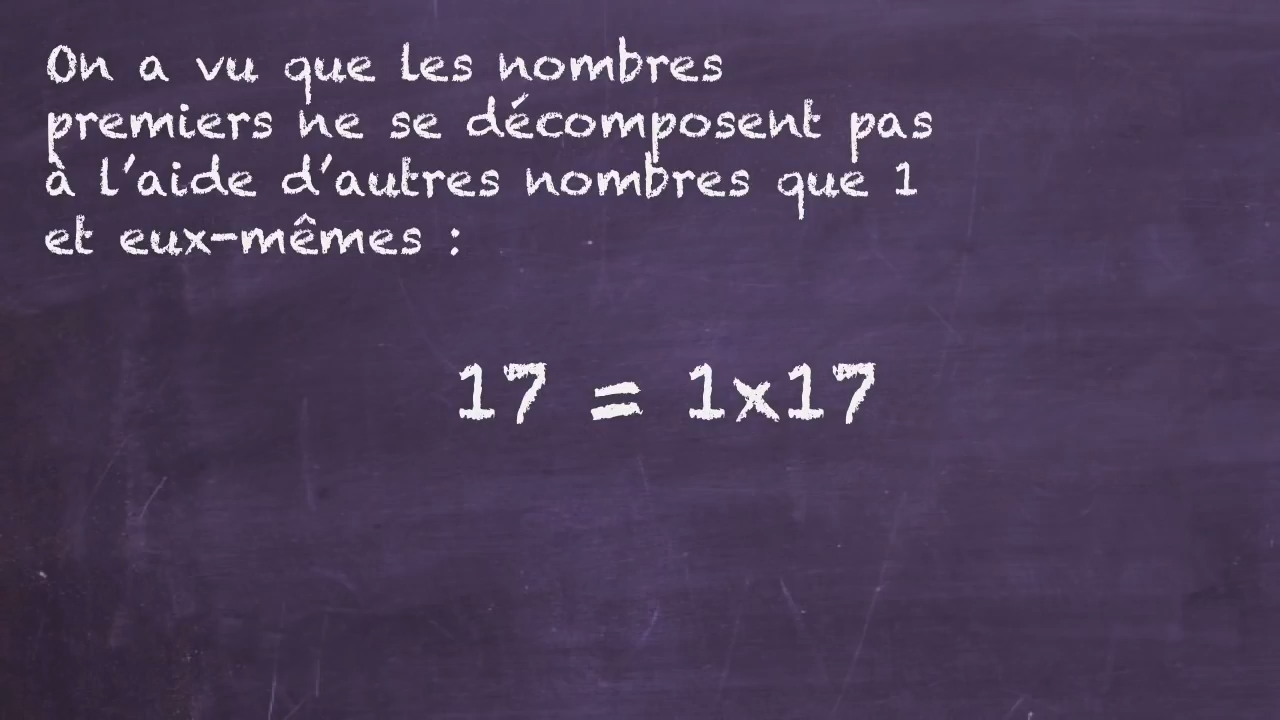 On a vu que les nombres
premiers ne se décomposent pas
à l'aide d'autres nombres que 1
et eux-mêmes :
17 = 1x17